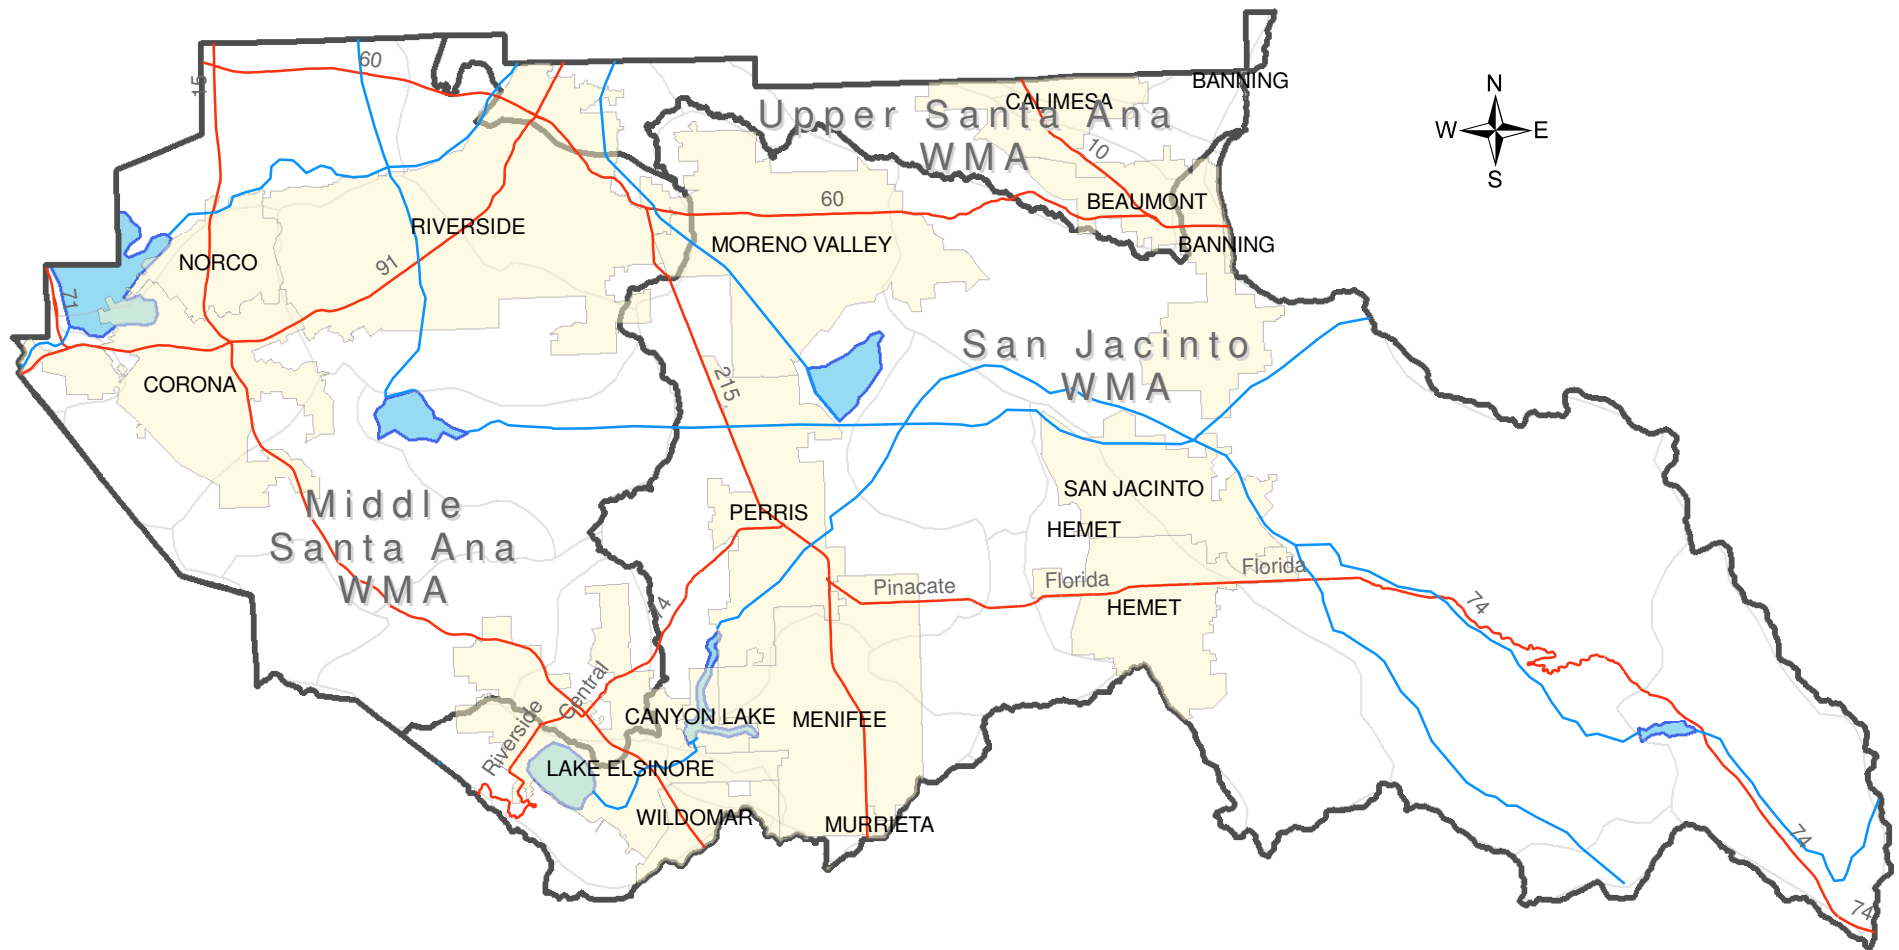 60
15
BANNING
N
CALIMESA
Upper Santa Ana
WMA
10
W E
S
60
BEAUMONT
RIVERSIDE
MORENO VALLEY
BANNING
NORCO
91
71
San Jacinto
WMA
CORONA
215
SAN JACINTO
Middle
Santa Ana
WMA
PERRIS
HEMET
Florida
Florida
Pinacate
74
HEMET
74
Central
Riverside
CANYON LAKE
MENIFEE
LAKE ELSINORE
WILDOMAR
MURRIETA
74
74